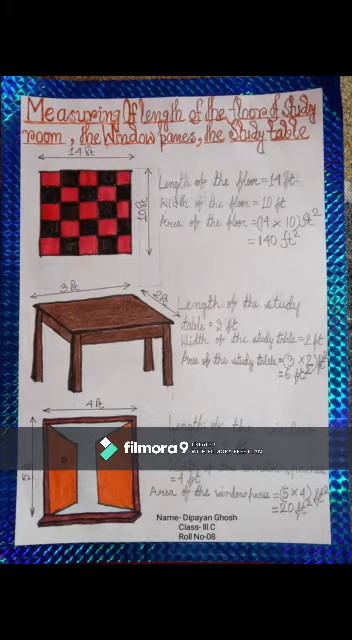 Measuring Of length of the floor of Study
room, the Window panes, the Study table
14 ft
10 ft
Length of the floor = 14 ft
Width of the floor = 10 ft
Area of the floor = (14 × 10) ft²
= 140 ft²
3 ft
2 ft
Length of the study
table = 3 ft
Width of the study table = 2 ft
Area of the study table = (3 × 2) ft²
= 6 ft²
4 ft
Length of the window
filmora9
= 4 ft
Area of the window panes = (5 × 4) ft²
= 20 ft²
Name- Dipayan Ghosh
Class- III C
Roll No-08